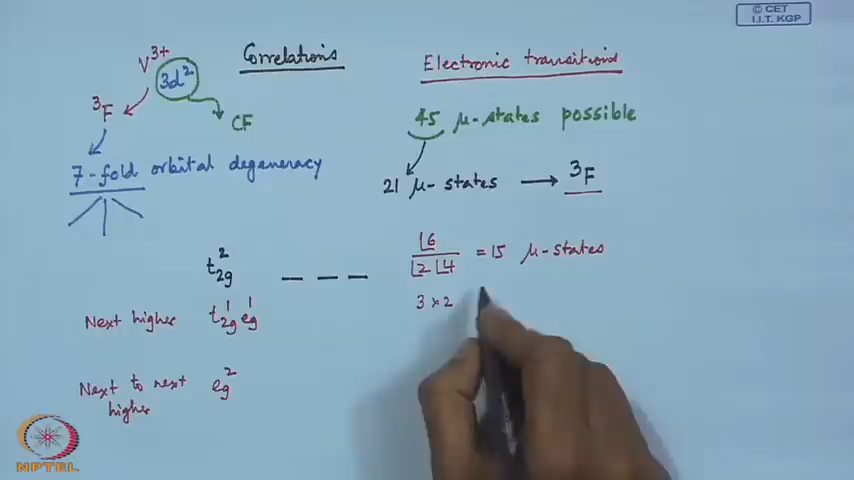 © CET
I.I.T. KGP
Correlations
Electronic transitions
V³⁺
3d²
³F
CF
45 μ-states possible
7-fold orbital degeneracy
21 μ-states → ³F
t₂g²
|6
|2 |4
= 15 μ-states
3 × 2
Next higher t₂g¹ eg¹
Next to next higher eg²
NPTEL